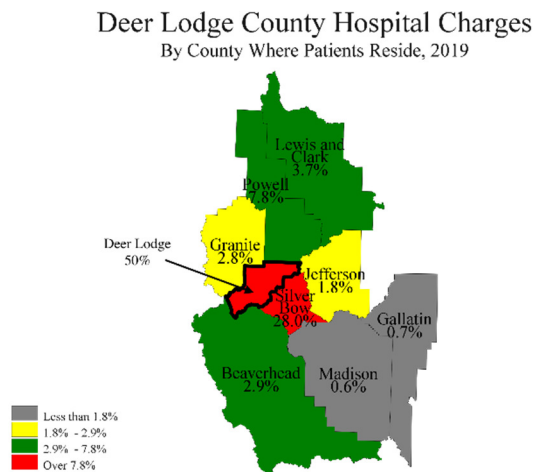 Deer Lodge County Hospital Charges
By County Where Patients Reside, 2019
Lewis and
Clark
3.7%
Powell
7.8%
Granite
2.8%
Deer Lodge
50%
Jefferson
1.8%
Silver
Bow
28.0%
Gallatin
0.7%
Beaverhead
2.9%
Madison
0.6%
Less than 1.8%
1.8% - 2.9%
2.9% - 7.8%
Over 7.8%